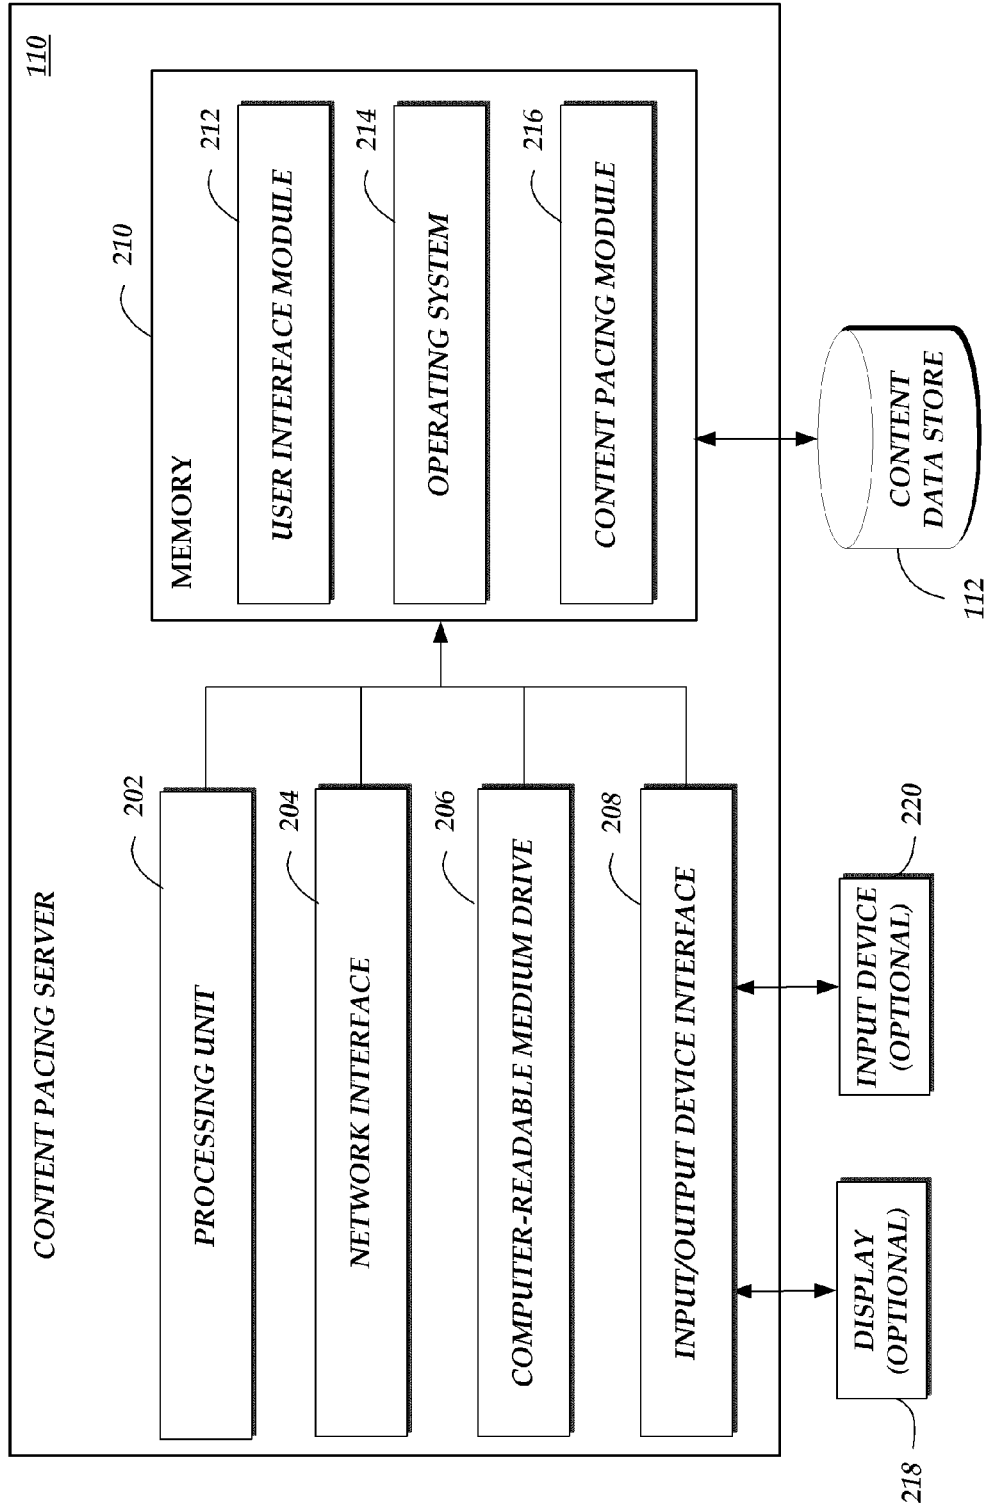 110
CONTENT PACING SERVER
202
PROCESSING UNIT
204
NETWORK INTERFACE
206
COMPUTER-READABLE MEDIUM DRIVE
208
INPUT/OUTPUT DEVICE INTERFACE
210
MEMORY
212
USER INTERFACE MODULE
214
OPERATING SYSTEM
216
CONTENT PACING MODULE
218
DISPLAY
(OPTIONAL)
220
INPUT DEVICE
(OPTIONAL)
112
CONTENT
DATA STORE